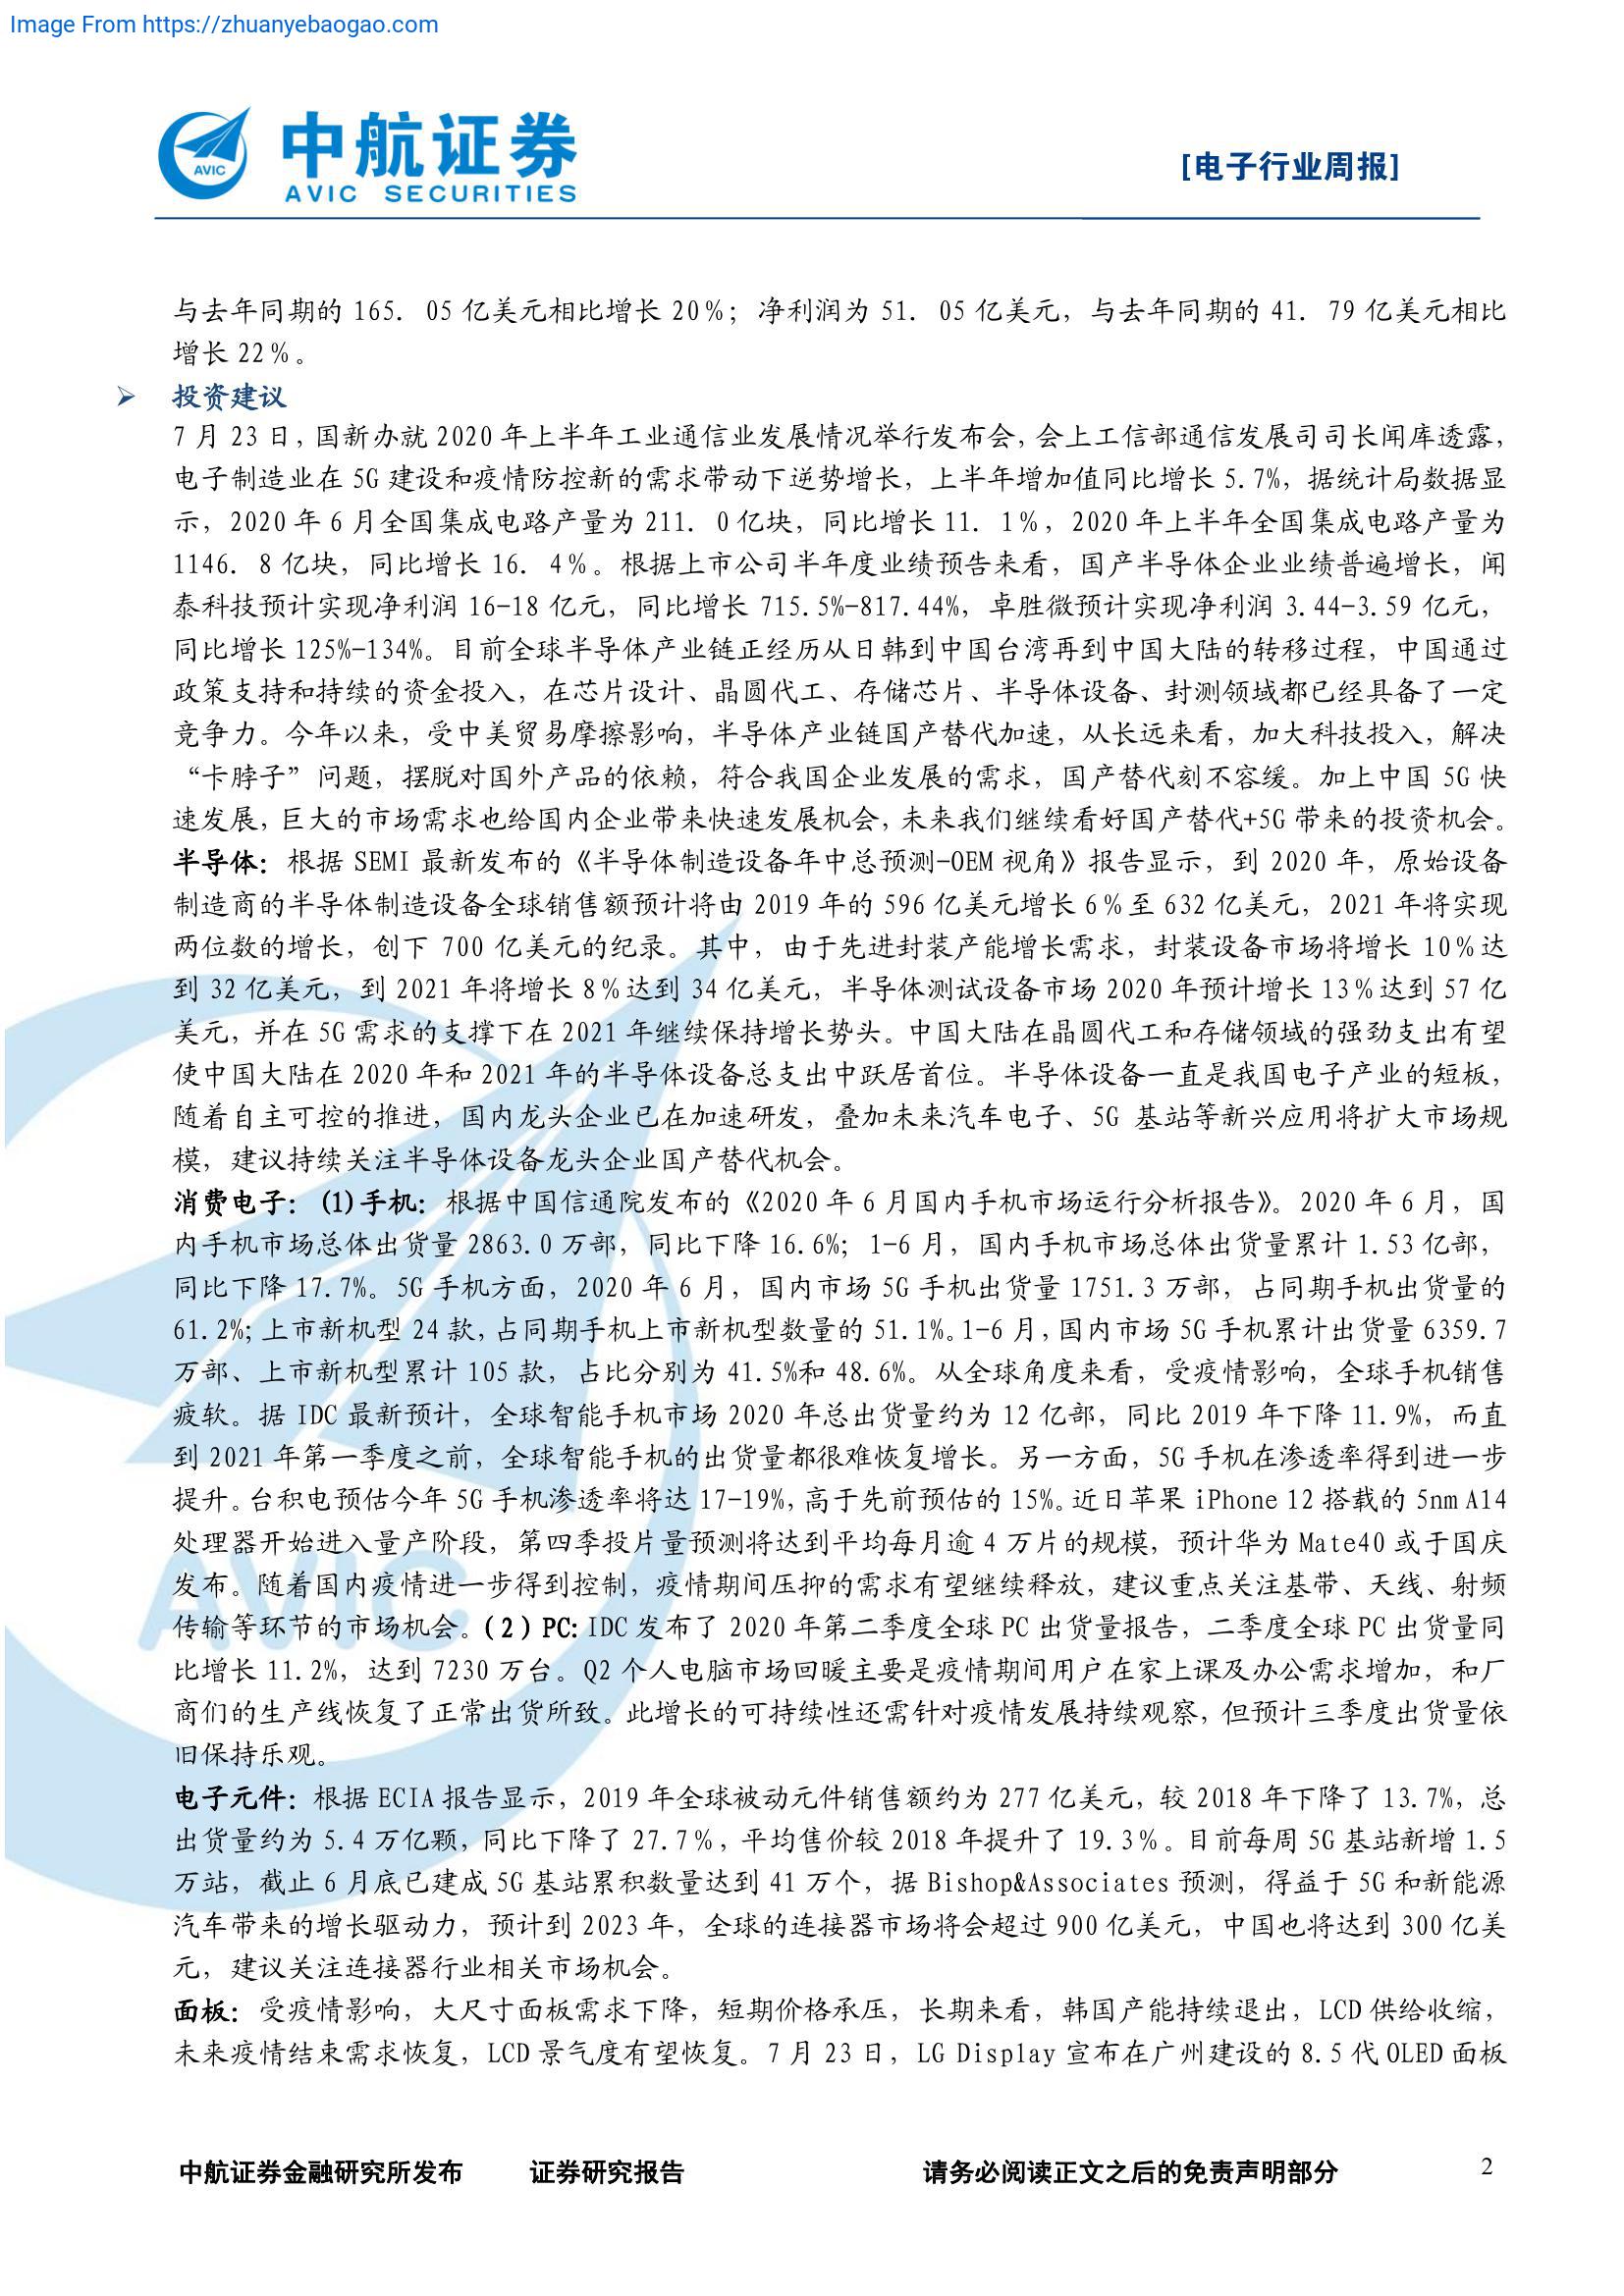 Image From https://zhuanyebaogao.com
中航证券
AVIC SECURITIES
AVIC
[电子行业周报]
与去年同期的 165. 05 亿美元相比增长 20%；净利润为 51. 05 亿美元，与去年同期的 41. 79 亿美元相比
增长 22%。
➢ 投资建议
7 月 23 日，国新办就 2020 年上半年工业通信业发展情况举行发布会，会上工信部通信发展司司长闻库透露，
电子制造业在 5G 建设和疫情防控新的需求带动下逆势增长，上半年增加值同比增长 5.7%，据统计局数据显
示，2020 年 6 月全国集成电路产量为 211. 0 亿块，同比增长 11. 1%，2020 年上半年全国集成电路产量为
1146. 8 亿块，同比增长 16. 4%。根据上市公司半年度业绩预告来看，国产半导体企业业绩普遍增长，闻
泰科技预计实现净利润 16-18 亿元，同比增长 715.5%-817.44%，卓胜微预计实现净利润 3.44-3.59 亿元，
同比增长 125%-134%。目前全球半导体产业链正经历从日韩到中国台湾再到中国大陆的转移过程，中国通过
政策支持和持续的资金投入，在芯片设计、晶圆代工、存储芯片、半导体设备、封测领域都已经具备了一定
竞争力。今年以来，受中美贸易摩擦影响，半导体产业链国产替代加速，从长远来看，加大科技投入，解决
“卡脖子”问题，摆脱对国外产品的依赖，符合我国企业发展的需求，国产替代刻不容缓。加上中国 5G 快
速发展，巨大的市场需求也给国内企业带来快速发展机会，未来我们继续看好国产替代+5G 带来的投资机会。
半导体：根据 SEMI 最新发布的《半导体制造设备年中总预测-OEM 视角》报告显示，到 2020 年，原始设备
制造商的半导体制造设备全球销售额预计将由 2019 年的 596 亿美元增长 6%至 632 亿美元，2021 年将实现
两位数的增长，创下 700 亿美元的纪录。其中，由于先进封装产能增长需求，封装设备市场将增长 10%达
到 32 亿美元，到 2021 年将增长 8%达到 34 亿美元，半导体测试设备市场 2020 年预计增长 13%达到 57 亿
美元，并在 5G 需求的支撑下在 2021 年继续保持增长势头。中国大陆在晶圆代工和存储领域的强劲支出有望
使中国大陆在 2020 年和 2021 年的半导体设备总支出中跃居首位。半导体设备一直是我国电子产业的短板，
随着自主可控的推进，国内龙头企业已在加速研发，叠加未来汽车电子、5G 基站等新兴应用将扩大市场规
模，建议持续关注半导体设备龙头企业国产替代机会。
消费电子：(1)手机：根据中国信通院发布的《2020 年 6 月国内手机市场运行分析报告》。2020 年 6 月，国
内手机市场总体出货量 2863.0 万部，同比下降 16.6%；1-6 月，国内手机市场总体出货量累计 1.53 亿部，
同比下降 17.7%。5G 手机方面，2020 年 6 月，国内市场 5G 手机出货量 1751.3 万部，占同期手机出货量的
61.2%；上市新机型 24 款，占同期手机上市新机型数量的 51.1%。1-6 月，国内市场 5G 手机累计出货量 6359.7
万部、上市新机型累计 105 款，占比分别为 41.5%和 48.6%。从全球角度来看，受疫情影响，全球手机销售
疲软。据 IDC 最新预计，全球智能手机市场 2020 年总出货量约为 12 亿部，同比 2019 年下降 11.9%，而直
到 2021 年第一季度之前，全球智能手机的出货量都很难恢复增长。另一方面，5G 手机在渗透率得到进一步
提升。台积电预估今年 5G 手机渗透率将达 17-19%，高于先前预估的 15%。近日苹果 iPhone 12 搭载的 5nm A14
处理器开始进入量产阶段，第四季投片量预测将达到平均每月逾 4 万片的规模，预计华为 Mate40 或于国庆
发布。随着国内疫情进一步得到控制，疫情期间压抑的需求有望继续释放，建议重点关注基带、天线、射频
传输等环节的市场机会。（2）PC: IDC 发布了 2020 年第二季度全球 PC 出货量报告，二季度全球 PC 出货量同
比增长 11.2%，达到 7230 万台。Q2 个人电脑市场回暖主要是疫情期间用户在家上课及办公需求增加，和厂
商们的生产线恢复了正常出货所致。此增长的可持续性还需针对疫情发展持续观察，但预计三季度出货量依
旧保持乐观。
电子元件：根据 ECIA 报告显示，2019 年全球被动元件销售额约为 277 亿美元，较 2018 年下降了 13.7%，总
出货量约为 5.4 万亿颗，同比下降了 27.7%，平均售价较 2018 年提升了 19.3%。目前每周 5G 基站新增 1.5
万站，截止 6 月底已建成 5G 基站累积数量达到 41 万个，据 Bishop&Associates 预测，得益于 5G 和新能源
汽车带来的增长驱动力，预计到 2023 年，全球的连接器市场将会超过 900 亿美元，中国也将达到 300 亿美
元，建议关注连接器行业相关市场机会。
面板：受疫情影响，大尺寸面板需求下降，短期价格承压，长期来看，韩国产能持续退出，LCD 供给收缩，
未来疫情结束需求恢复，LCD 景气度有望恢复。7 月 23 日，LG Display 宣布在广州建设的 8.5 代 OLED 面板
AVIC
中航证券金融研究所发布 证券研究报告 请务必阅读正文之后的免责声明部分 2